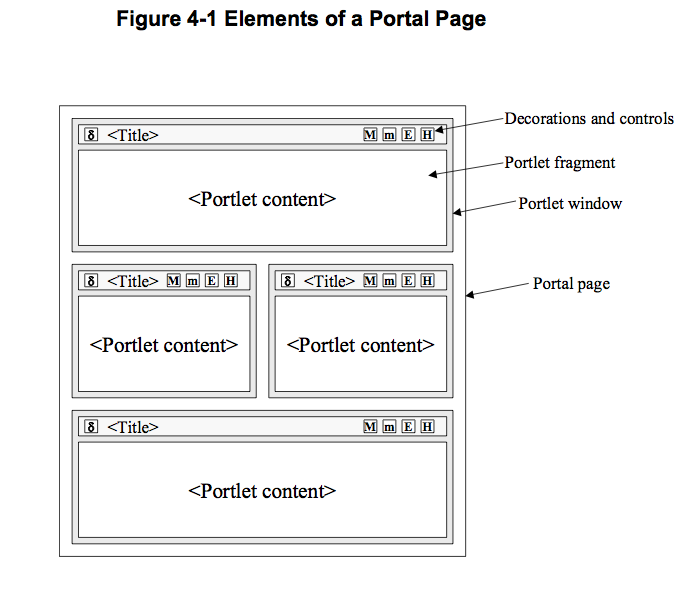 Figure 4-1 Elements of a Portal Page
Decorations and controls
δ <Title> M m E H
Portlet fragment
<Portlet content>
Portlet window
δ <Title> M m E H
δ <Title> M m E H
Portal page
<Portlet content>
<Portlet content>
δ <Title> M m E H
<Portlet content>